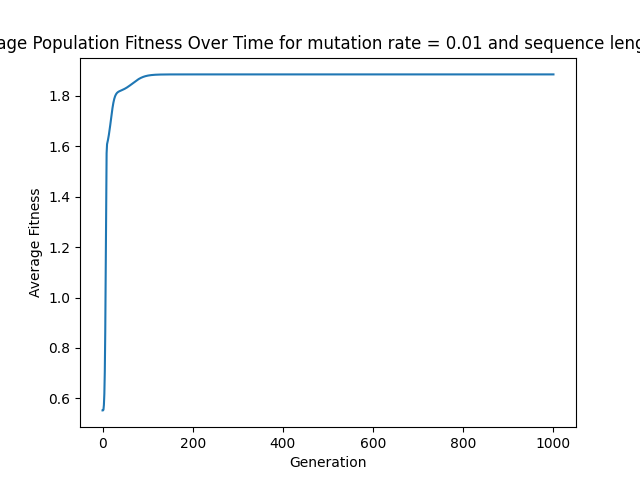 age Population Fitness Over Time for mutation rate = 0.01 and sequence leng
1.8
1.6
1.4
1.2
1.0
0.8
0.6
Average Fitness
0 200 400 600 800 1000
Generation